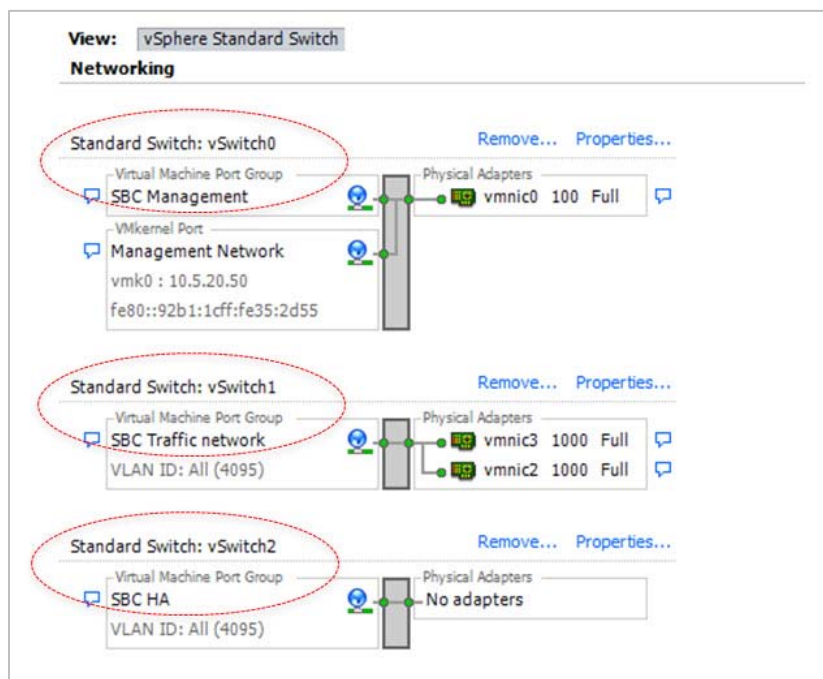 View: vSphere Standard Switch
Networking
Standard Switch: vSwitch0 Remove... Properties...
Virtual Machine Port Group Physical Adapters
SBC Management vmnic0 100 Full
VMkernel Port
Management Network
vmk0 : 10.5.20.50
fe80::92b1:1cff:fe35:2d55
Standard Switch: vSwitch1 Remove... Properties...
Virtual Machine Port Group Physical Adapters
SBC Traffic network vmnic3 1000 Full
VLAN ID: All (4095) vmnic2 1000 Full
Standard Switch: vSwitch2 Remove... Properties...
Virtual Machine Port Group Physical Adapters
SBC HA No adapters
VLAN ID: All (4095)